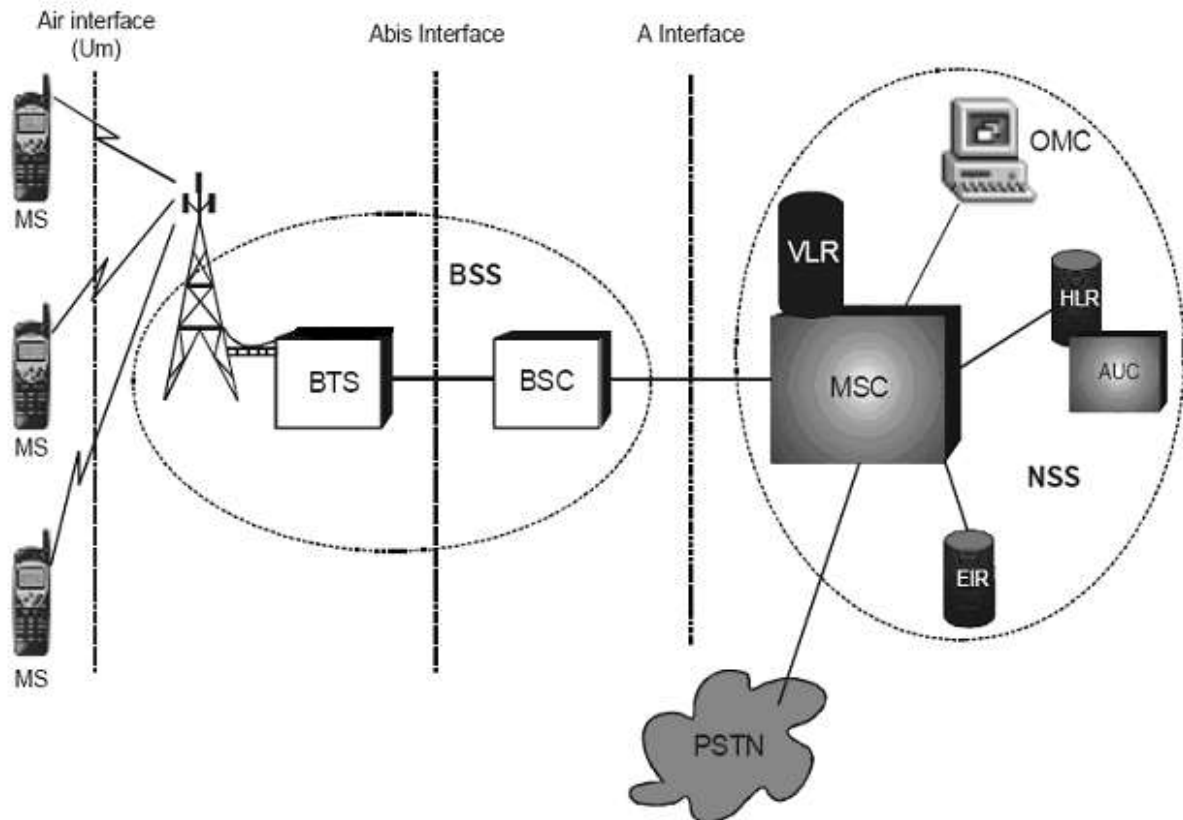 Air interface
(Um)
Abis Interface
A Interface
MS
MS
MS
BSS
BTS
BSC
OMC
VLR
HLR
MSC
AUC
NSS
EIR
PSTN